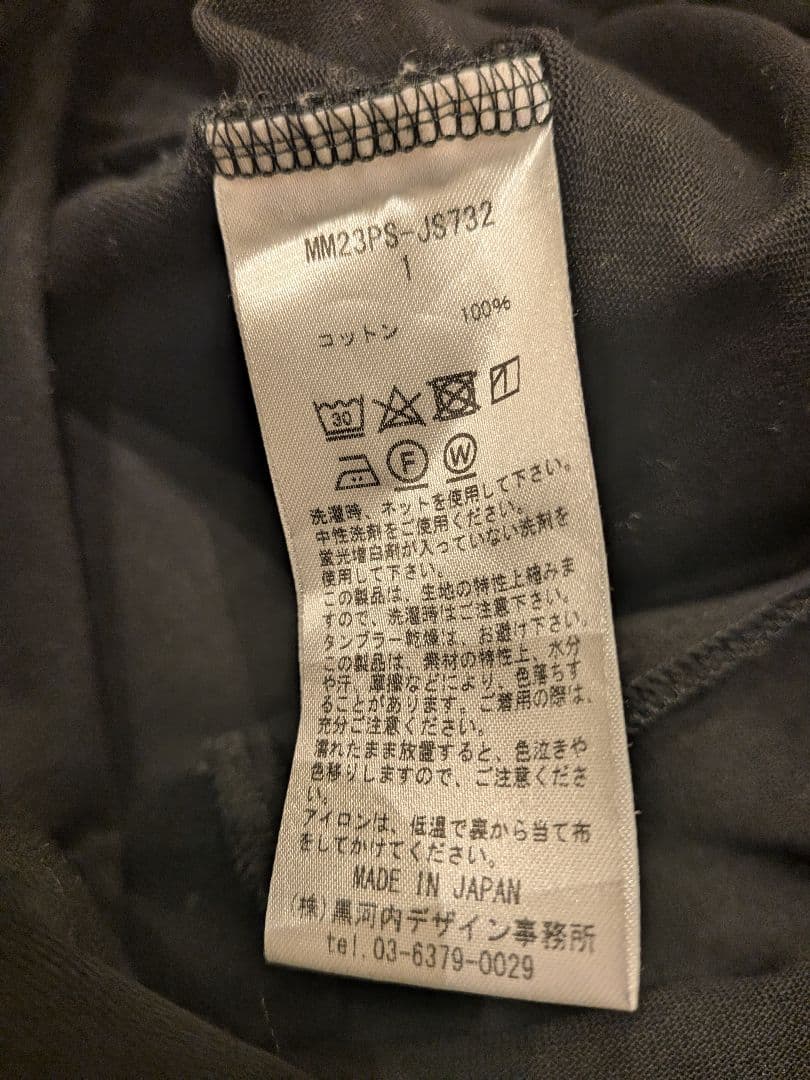 MM23PS-JS732
1
コットン 100%
30
F W
洗濯時、ネットを使用して下さい。
中性洗剤をご使用ください。
蛍光増白剤が入っていない洗剤を
使用して下さい。
この製品は、生地の特性上縮みま
すので、洗濯時はご注意下さい。
タンブラー乾燥は、お避け下さい。
この製品は、素材の特性上、水分
や汗、摩擦などにより、色落ちす
ることがあります。ご着用の際は、
充分ご注意ください。
濡れたまま放置すると、色泣きや
色移りしますので、ご注意くださ
い。
アイロンは、低温で裏から当て布
をしてかけてください。
MADE IN JAPAN
(株)黒河内デザイン事務所
tel.03-6379-0029